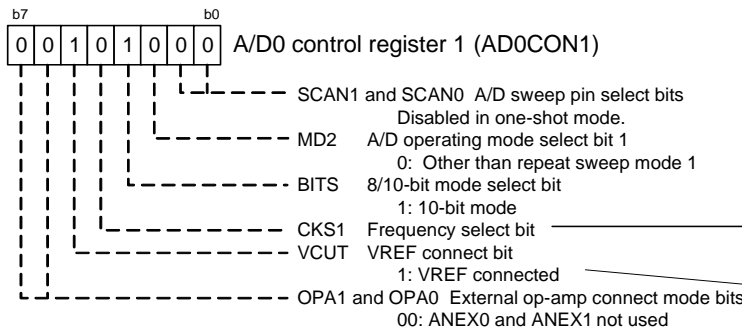 b7 b0
0 0 1 0 1 0 0 0 A/D0 control register 1 (AD0CON1)
SCAN1 and SCAN0 A/D sweep pin select bits
Disabled in one-shot mode.
MD2 A/D operating mode select bit 1
0: Other than repeat sweep mode 1
BITS 8/10-bit mode select bit
1: 10-bit mode
CKS1 Frequency select bit
VCUT VREF connect bit
1: VREF connected
OPA1 and OPA0 External op-amp connect mode bits
00: ANEX0 and ANEX1 not used